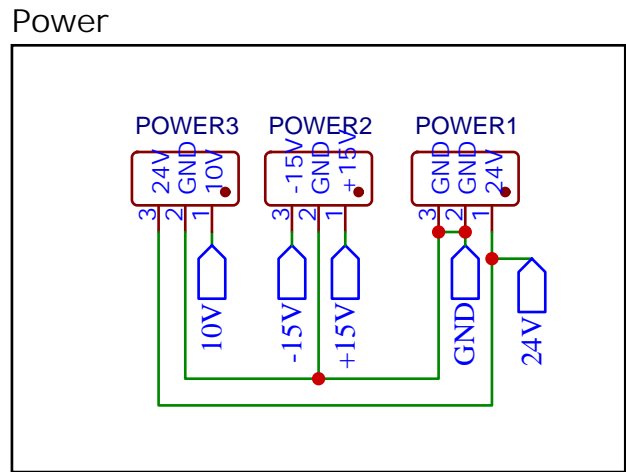 Power
POWER3 POWER2 POWER1
24V GND 10V -15V GND +15V GND GND 24V
3 2 1 3 2 1 3 2 1
10V -15V +15V GND 24V